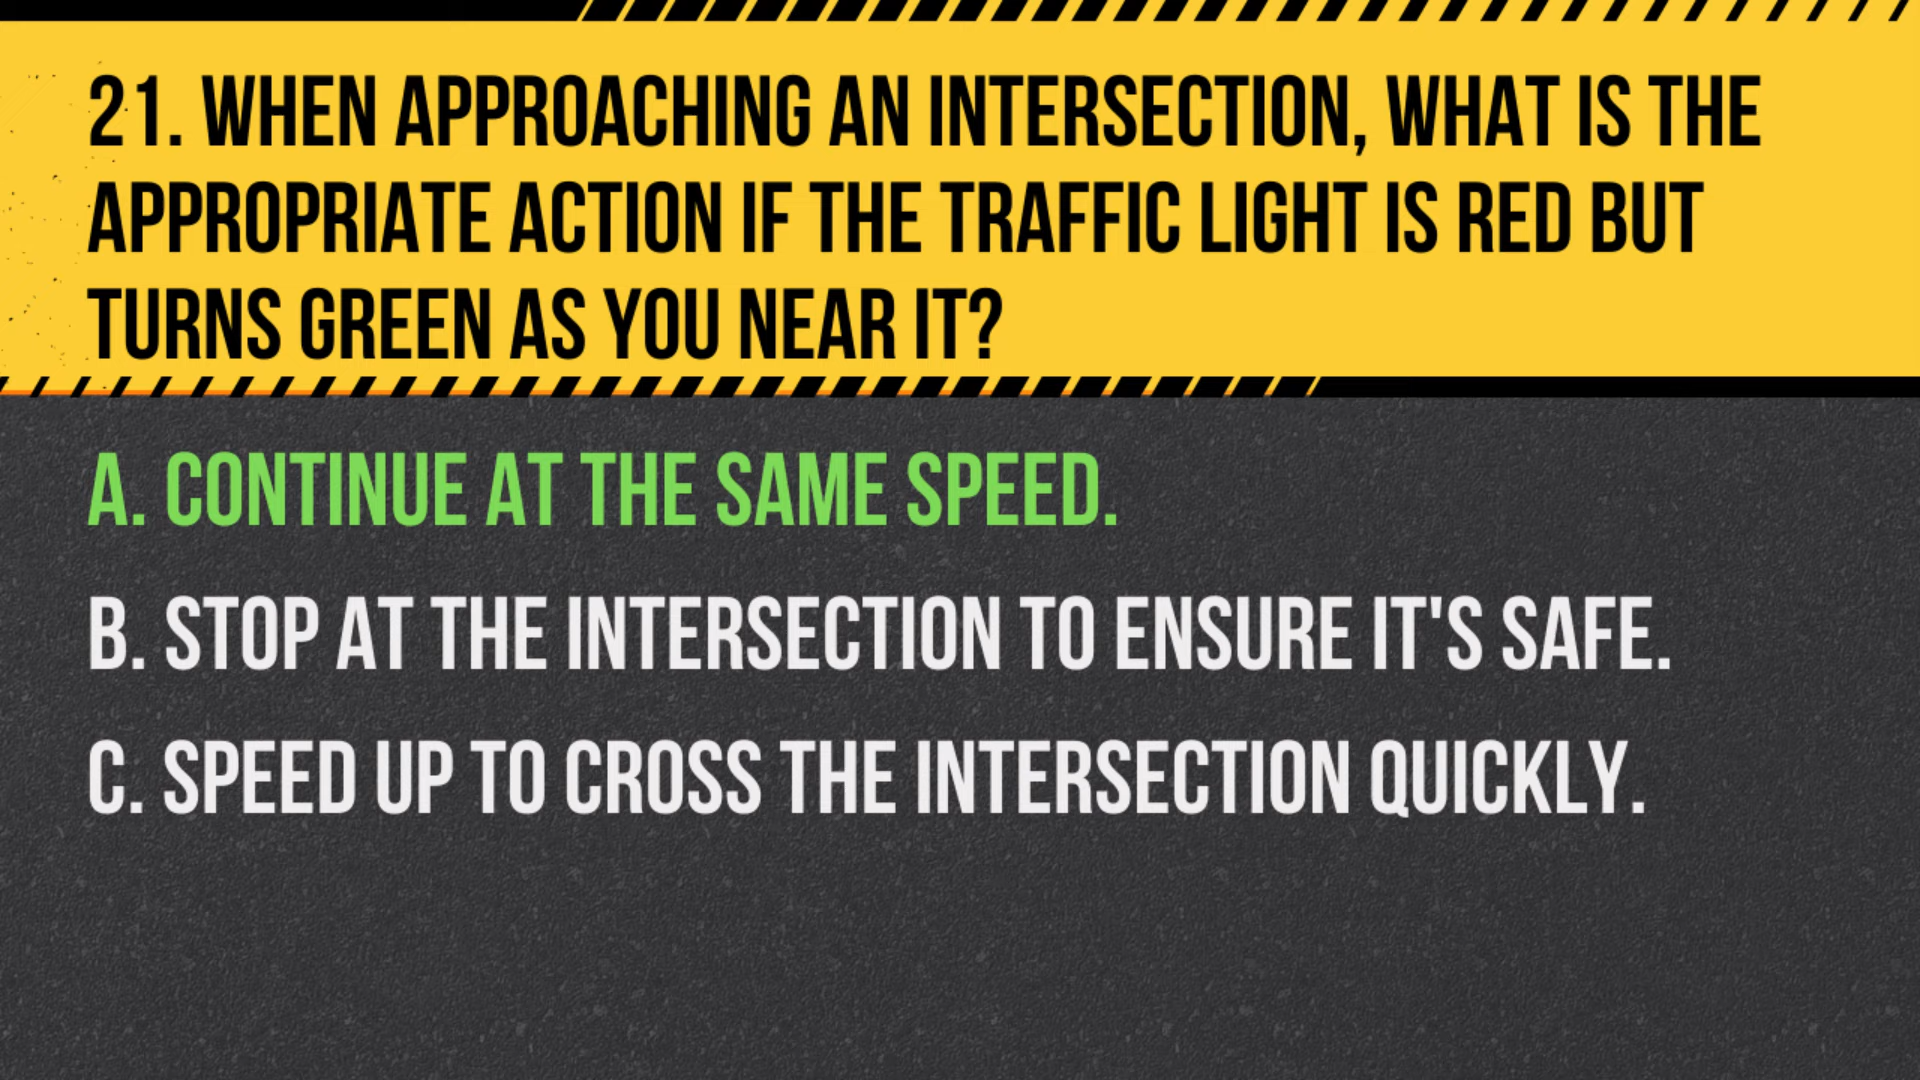 21. WHEN APPROACHING AN INTERSECTION, WHAT IS THE
APPROPRIATE ACTION IF THE TRAFFIC LIGHT IS RED BUT
TURNS GREEN AS YOU NEAR IT?
A. CONTINUE AT THE SAME SPEED.
B. STOP AT THE INTERSECTION TO ENSURE IT'S SAFE.
C. SPEED UP TO CROSS THE INTERSECTION QUICKLY.